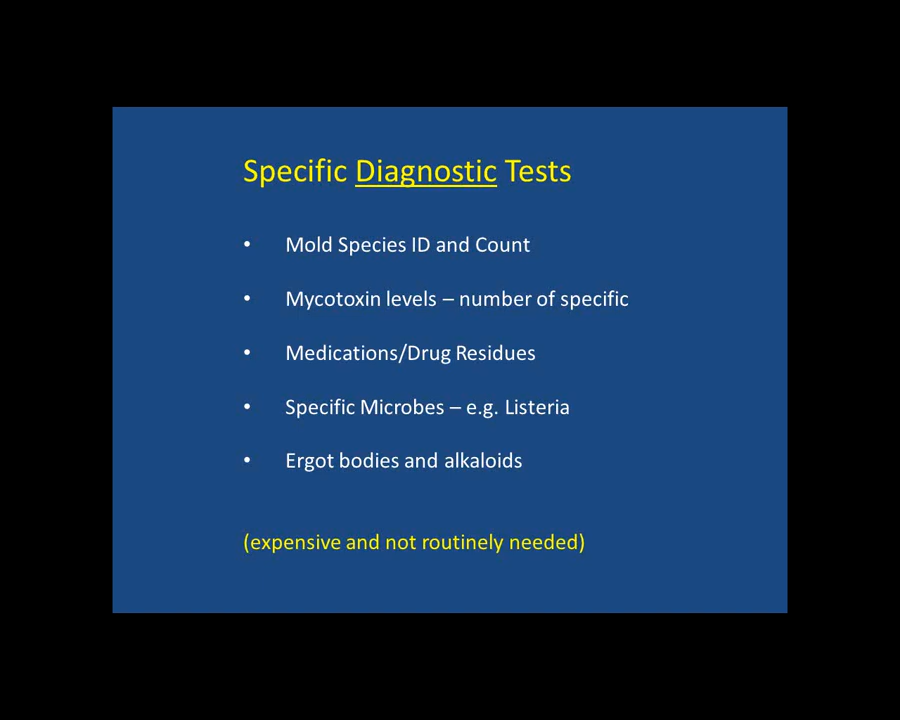 Specific Diagnostic Tests
• Mold Species ID and Count
• Mycotoxin levels – number of specific
• Medications/Drug Residues
• Specific Microbes – e.g. Listeria
• Ergot bodies and alkaloids
(expensive and not routinely needed)